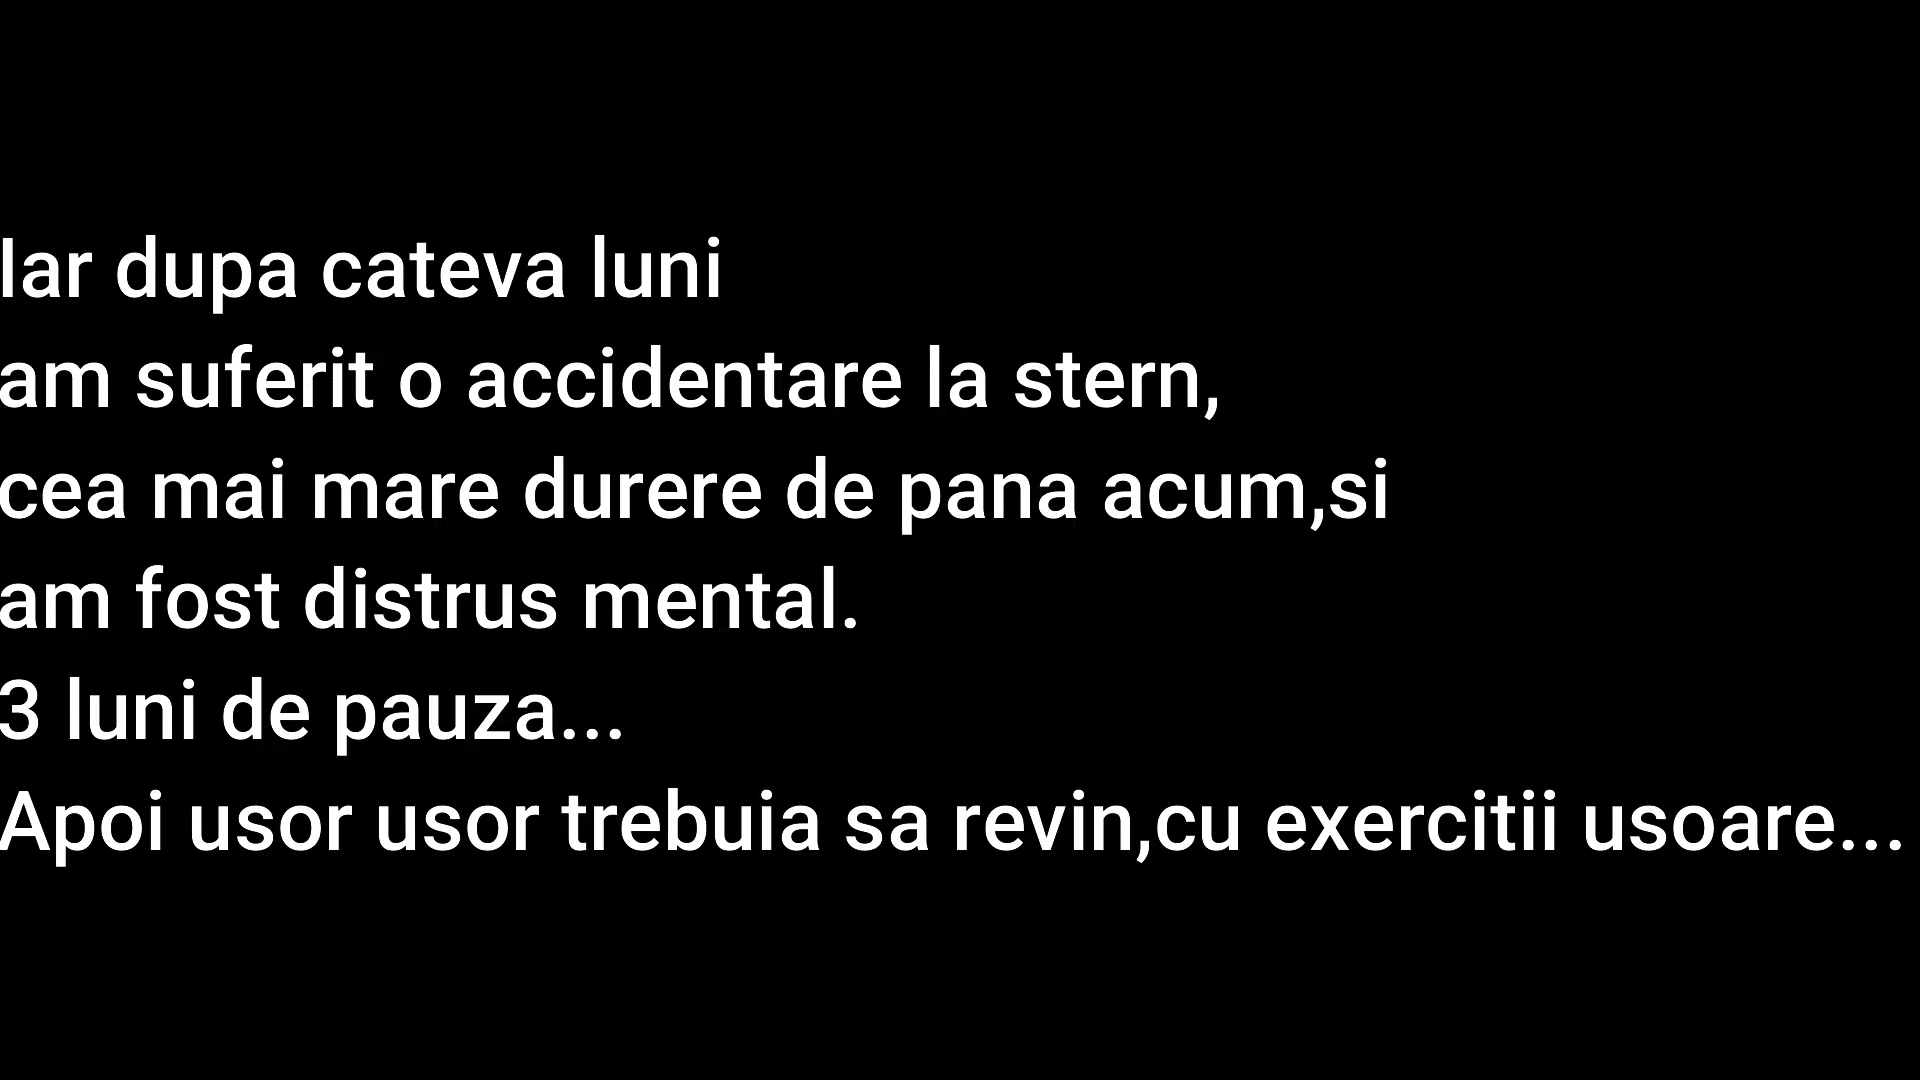 Iar dupa cateva luni
am suferit o accidentare la stern,
cea mai mare durere de pana acum,si
am fost distrus mental.
3 luni de pauza...
Apoi usor usor trebuia sa revin,cu exercitii usoare...